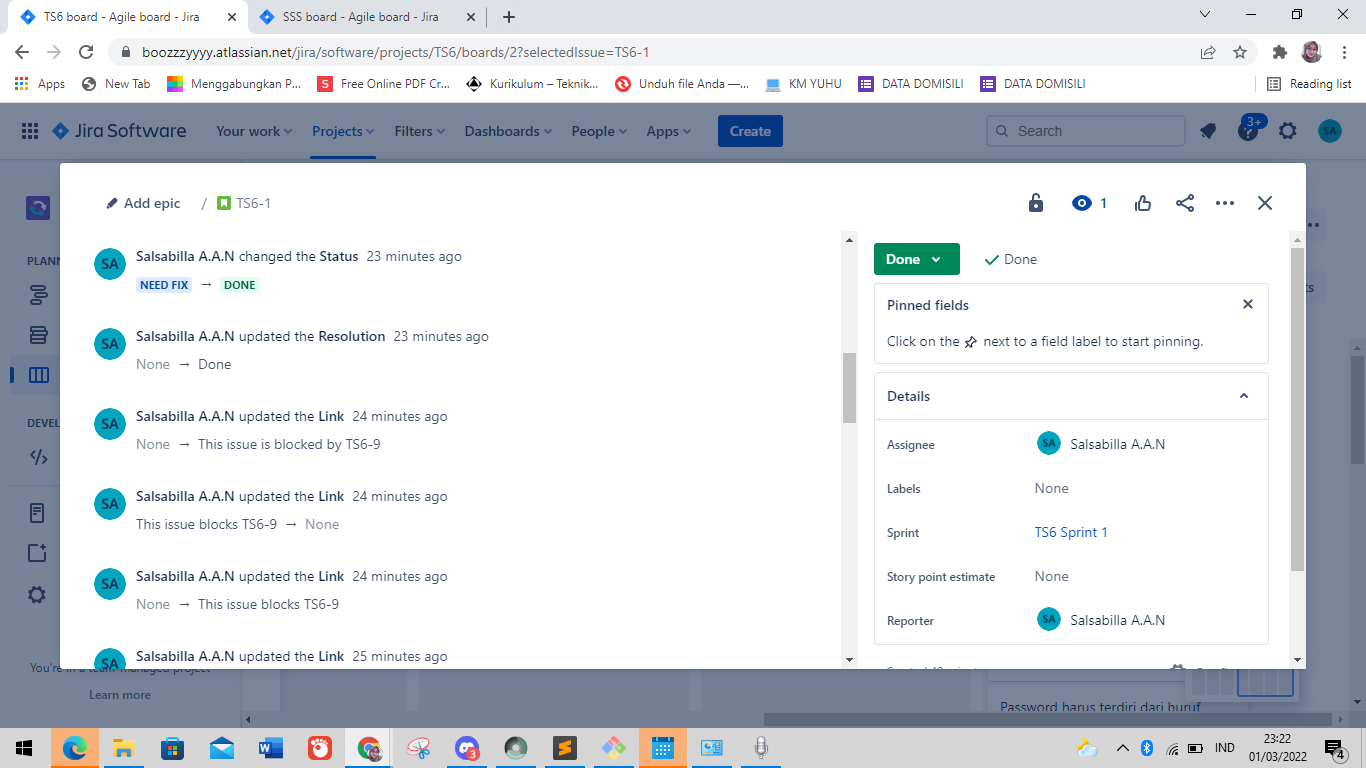 TS6 board - Agile board - Jira
SSS board - Agile board - Jira
boozzzyyyy.atlassian.net/jira/software/projects/TS6/boards/2?selectedIssue=TS6-1
Apps
New Tab
Menggabungkan P...
Free Online PDF Cr...
Kurikulum – Teknik...
Unduh file Anda —...
KM YUHU
DATA DOMISILI
DATA DOMISILI
Reading list
Jira Software
Your work
Projects
Filters
Dashboards
People
Apps
Create
Search
3+
SA
Add epic / TS6-1
1
PLANN
DEVEL
SA
Salsabilla A.A.N changed the Status 23 minutes ago
NEED FIX → DONE
SA
Salsabilla A.A.N updated the Resolution 23 minutes ago
None → Done
SA
Salsabilla A.A.N updated the Link 24 minutes ago
None → This issue is blocked by TS6-9
SA
Salsabilla A.A.N updated the Link 24 minutes ago
This issue blocks TS6-9 → None
SA
Salsabilla A.A.N updated the Link 24 minutes ago
None → This issue blocks TS6-9
SA
Salsabilla A.A.N updated the Link 25 minutes ago
Done
Done
Pinned fields
Click on the next to a field label to start pinning.
Details
Assignee SA Salsabilla A.A.N
Labels None
Sprint TS6 Sprint 1
Story point estimate None
Reporter SA Salsabilla A.A.N
You're in a team-managed project
Learn more
Password harus terdiri dari huruf
3
IND
23:22
01/03/2022
4